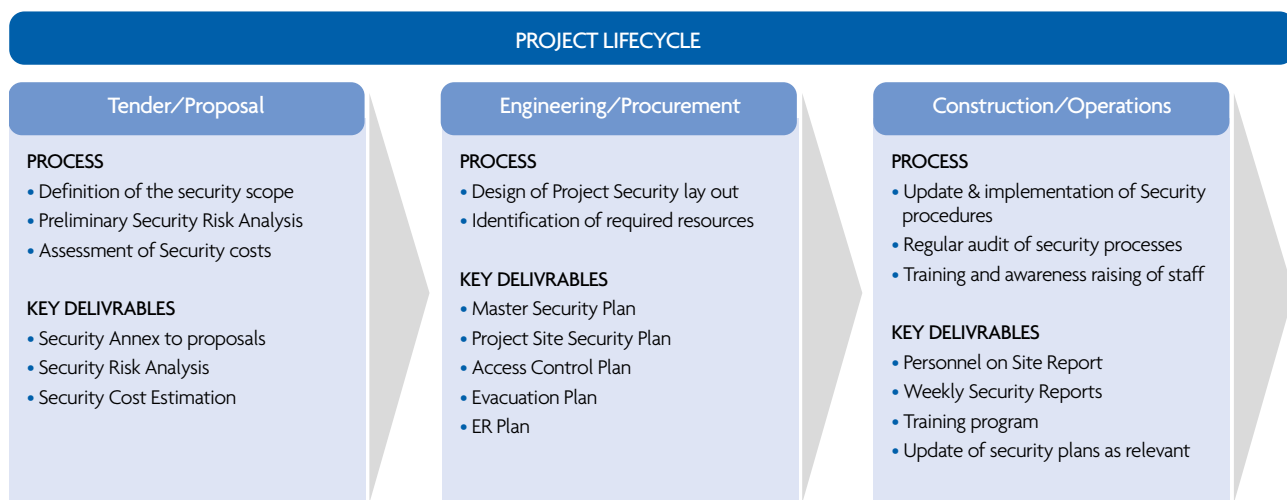 PROJECT LIFECYCLE
Tender/Proposal
PROCESS
• Definition of the security scope
• Preliminary Security Risk Analysis
• Assessment of Security costs
KEY DELIVRABLES
• Security Annex to proposals
• Security Risk Analysis
• Security Cost Estimation
Engineering/Procurement
PROCESS
• Design of Project Security lay out
• Identification of required resources
KEY DELIVRABLES
• Master Security Plan
• Project Site Security Plan
• Access Control Plan
• Evacuation Plan
• ER Plan
Construction/Operations
PROCESS
• Update & implementation of Security
procedures
• Regular audit of security processes
• Training and awareness raising of staff
KEY DELIVRABLES
• Personnel on Site Report
• Weekly Security Reports
• Training program
• Update of security plans as relevant